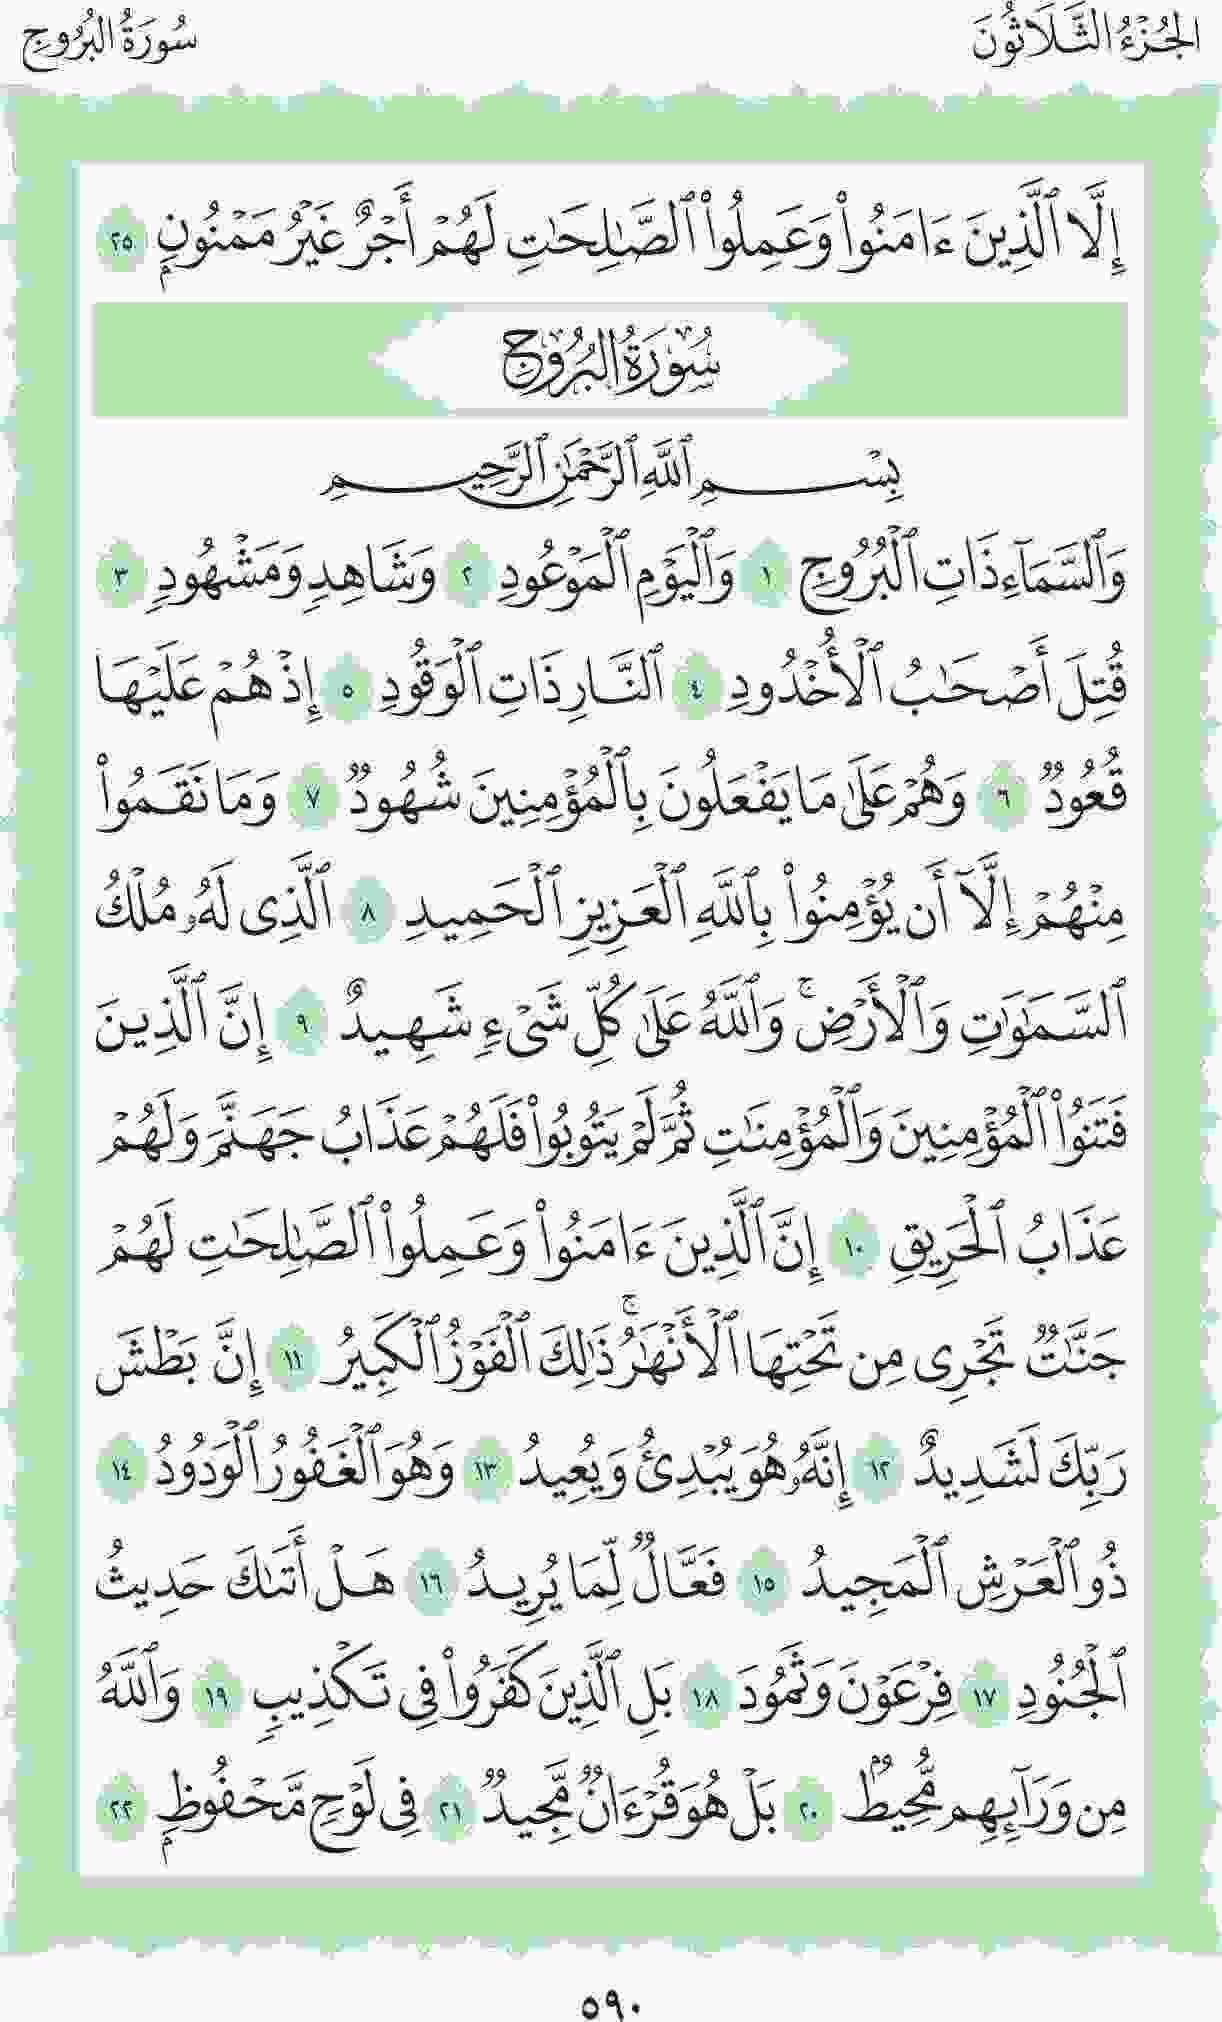 الجُزْءُ الثَّلَاثُونَ
سُورَةُ البُرُوجِ
إِلَّا ٱلَّذِينَ ءَامَنُوا۟ وَعَمِلُوا۟ ٱلصَّـٰلِحَـٰتِ لَهُمْ أَجْرٌ غَيْرُ مَمْنُونٍۭ ٢٥
سُورَةُ البُرُوجِ
بِسْمِ ٱللَّهِ ٱلرَّحْمَـٰنِ ٱلرَّحِيمِ
وَٱلسَّمَآءِ ذَاتِ ٱلْبُرُوجِ ١ وَٱلْيَوْمِ ٱلْمَوْعُودِ ٢ وَشَاهِدٍ وَمَشْهُودٍ ٣
قُتِلَ أَصْحَـٰبُ ٱلْأُخْدُودِ ٤ ٱلنَّارِ ذَاتِ ٱلْوَقُودِ ٥ إِذْ هُمْ عَلَيْهَا
قُعُودٌ ٦ وَهُمْ عَلَىٰ مَا يَفْعَلُونَ بِٱلْمُؤْمِنِينَ شُهُودٌ ٧ وَمَا نَقَمُوا۟
مِنْهُمْ إِلَّآ أَن يُؤْمِنُوا۟ بِٱللَّهِ ٱلْعَزِيزِ ٱلْحَمِيدِ ٨ ٱلَّذِى لَهُۥ مُلْكُ
ٱلسَّمَـٰوَٰتِ وَٱلْأَرْضِ ۚ وَٱللَّهُ عَلَىٰ كُلِّ شَىْءٍ شَهِيدٌ ٩ إِنَّ ٱلَّذِينَ
فَتَنُوا۟ ٱلْمُؤْمِنِينَ وَٱلْمُؤْمِنَـٰتِ ثُمَّ لَمْ يَتُوبُوا۟ فَلَهُمْ عَذَابُ جَهَنَّمَ وَلَهُمْ
عَذَابُ ٱلْحَرِيقِ ١٠ إِنَّ ٱلَّذِينَ ءَامَنُوا۟ وَعَمِلُوا۟ ٱلصَّـٰلِحَـٰتِ لَهُمْ
جَنَّـٰتٌ تَجْرِى مِن تَحْتِهَا ٱلْأَنْهَـٰرُ ۚ ذَٰلِكَ ٱلْفَوْزُ ٱلْكَبِيرُ ١١ إِنَّ بَطْشَ
رَبِّكَ لَشَدِيدٌ ١٢ إِنَّهُۥ هُوَ يُبْدِئُ وَيُعِيدُ ١٣ وَهُوَ ٱلْغَفُورُ ٱلْوَدُودُ ١٤
ذُو ٱلْعَرْشِ ٱلْمَجِيدُ ١٥ فَعَّالٌ لِّمَا يُرِيدُ ١٦ هَلْ أَتَىٰكَ حَدِيثُ
ٱلْجُنُودِ ١٧ فِرْعَوْنَ وَثَمُودَ ١٨ بَلِ ٱلَّذِينَ كَفَرُوا۟ فِى تَكْذِيبٍ ١٩ وَٱللَّهُ
مِن وَرَآئِهِم مُّحِيطٌۢ ٢٠ بَلْ هُوَ قُرْءَانٌ مَّجِيدٌ ٢١ فِى لَوْحٍ مَّحْفُوظٍۭ ٢٢
٥٩٠